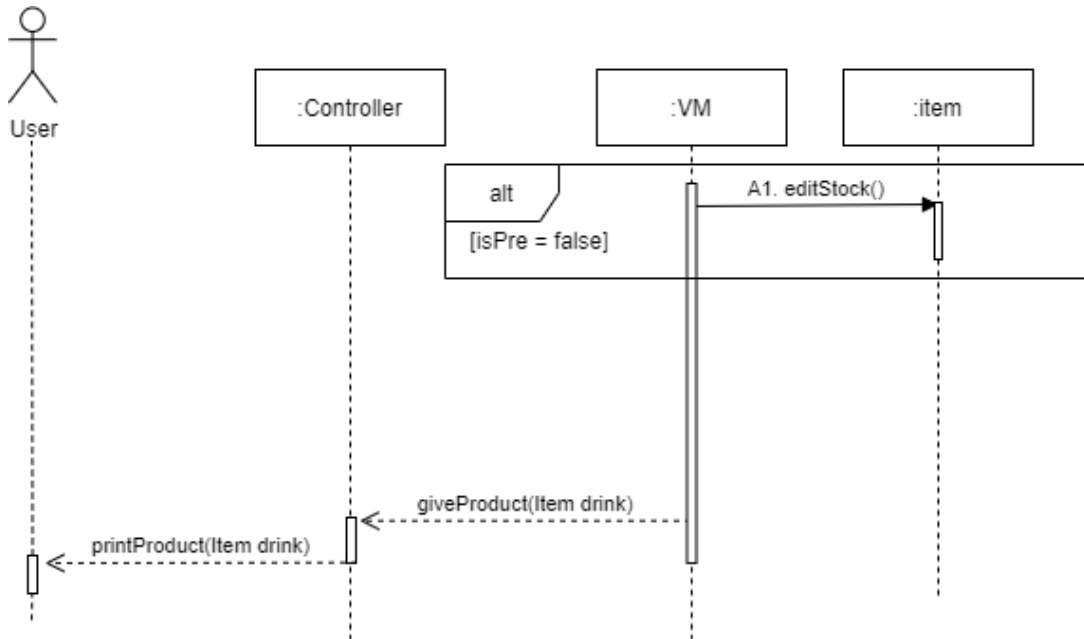 User
:Controller
:VM
:item
alt
A1. editStock()
[isPre = false]
giveProduct(Item drink)
printProduct(Item drink)